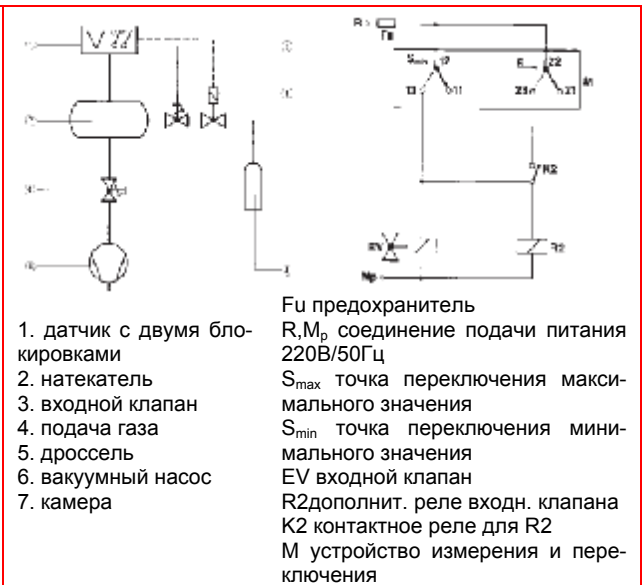 Fu
R2
R2
EV
1. датчик с двумя бло-
кировками
2. натекатель
3. входной клапан
4. подача газа
5. дроссель
6. вакуумный насос
7. камера
Fu предохранитель
R,Mp соединение подачи питания
220В/50Гц
Smax точка переключения макси-
мального значения
Smin точка переключения мини-
мального значения
EV входной клапан
R2дополнит. реле входн. клапана
K2 контактное реле для R2
M устройство измерения и пере-
ключения